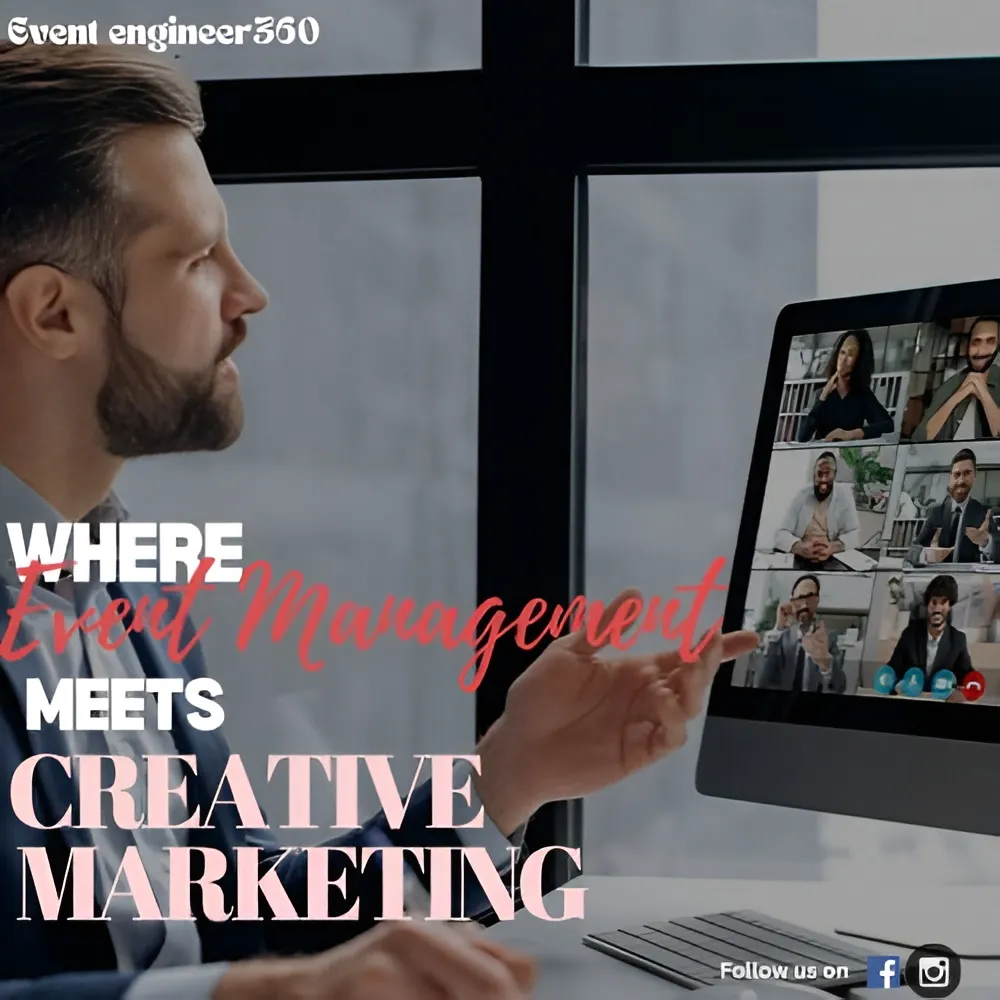 Event engineer360
WHERE
Event Management
MEETS
CREATIVE
MARKETING
Follow us on